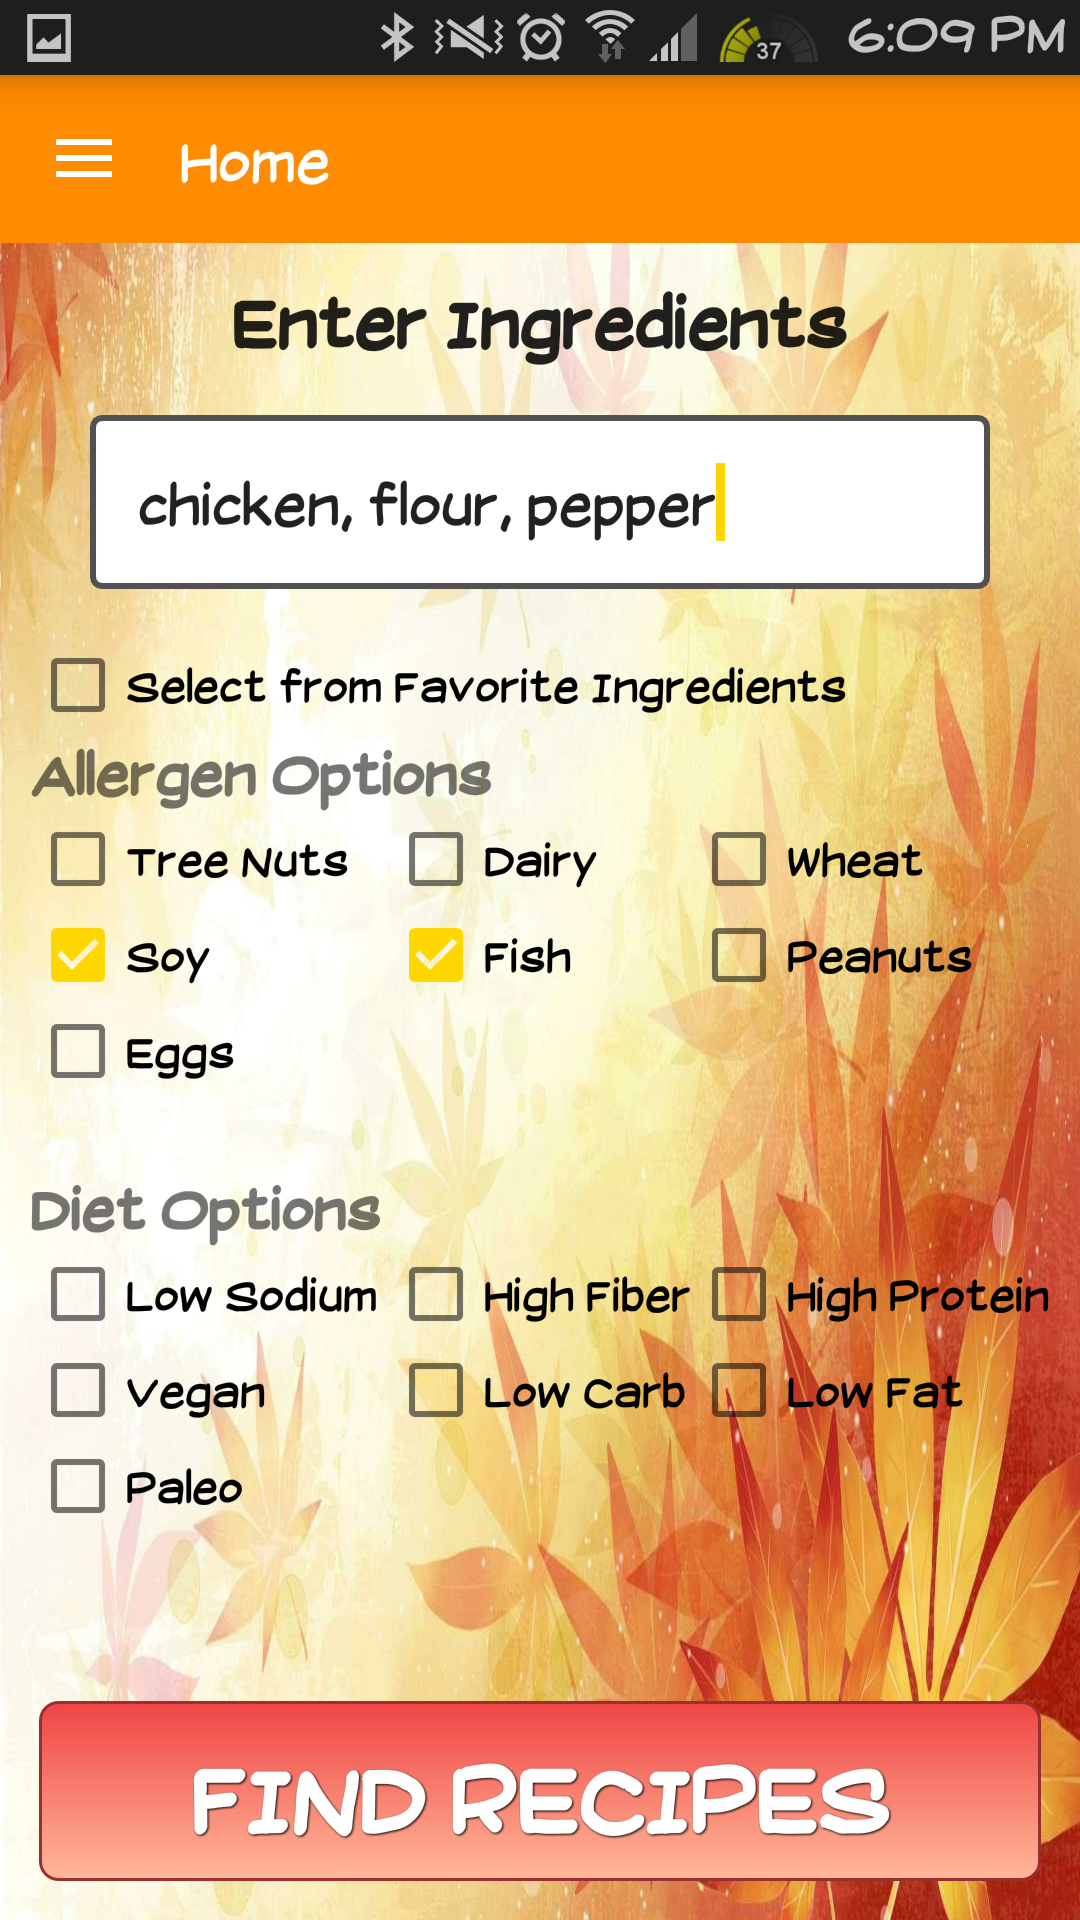 37 6:09 PM
Home
Enter Ingredients
chicken, flour, pepper
Select from Favorite Ingredients
Allergen Options
Tree Nuts Dairy Wheat
Soy Fish Peanuts
Eggs
Diet Options
Low Sodium High Fiber High Protein
Vegan Low Carb Low Fat
Paleo
FIND RECIPES